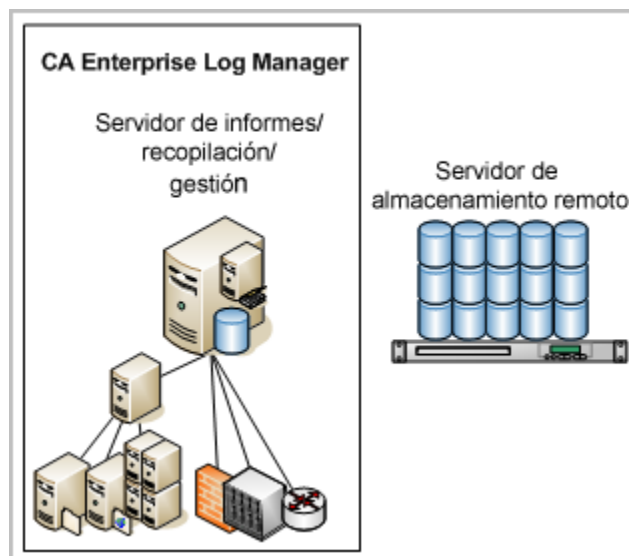 CA Enterprise Log Manager
Servidor de informes/
recopilación/
gestión
Servidor de
almacenamiento remoto